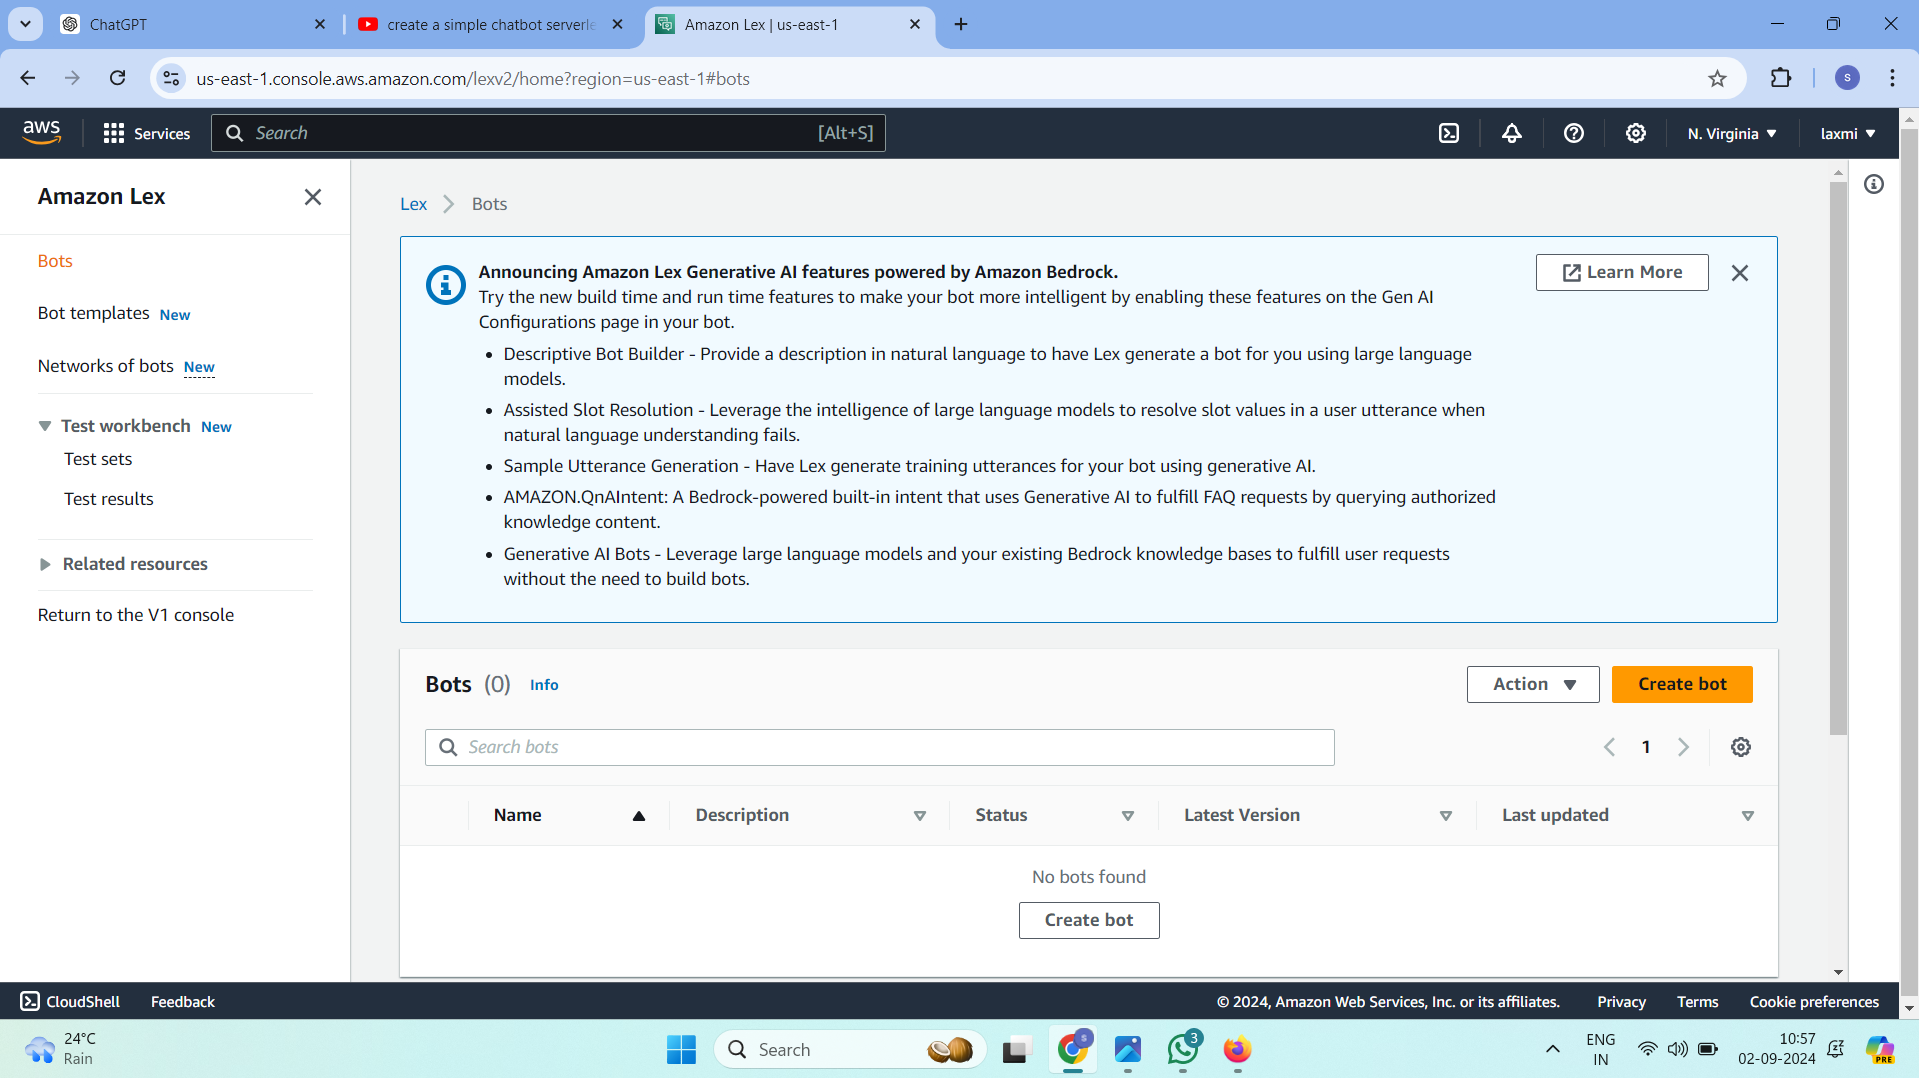 ChatGPT
create a simple chatbot serverle
Amazon Lex | us-east-1
us-east-1.console.aws.amazon.com/lexv2/home?region=us-east-1#bots
S
aws
Services
Search
[Alt+S]
N. Virginia
laxmi
Amazon Lex
Bots
Bot templates New
Networks of bots New
Test workbench New
Test sets
Test results
Related resources
Return to the V1 console
Lex
Bots
Announcing Amazon Lex Generative AI features powered by Amazon Bedrock.
Try the new build time and run time features to make your bot more intelligent by enabling these features on the Gen AI
Configurations page in your bot.
Learn More
• Descriptive Bot Builder - Provide a description in natural language to have Lex generate a bot for you using large language
models.
• Assisted Slot Resolution - Leverage the intelligence of large language models to resolve slot values in a user utterance when
natural language understanding fails.
• Sample Utterance Generation - Have Lex generate training utterances for your bot using generative AI.
• AMAZON.QnAIntent: A Bedrock-powered built-in intent that uses Generative AI to fulfill FAQ requests by querying authorized
knowledge content.
• Generative AI Bots - Leverage large language models and your existing Bedrock knowledge bases to fulfill user requests
without the need to build bots.
Bots (0) Info
Action
Create bot
Search bots
1
Name
Description
Status
Latest Version
Last updated
No bots found
Create bot
CloudShell
Feedback
© 2024, Amazon Web Services, Inc. or its affiliates.
Privacy
Terms
Cookie preferences
24°C
Rain
Search
S
3
ENG
IN
10:57
02-09-2024
PRE